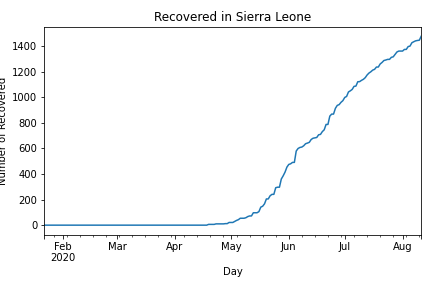 Recovered in Sierra Leone
Number of Recovered
1400
1200
1000
800
600
400
200
0
Feb Mar Apr May Jun Jul Aug
2020
Day